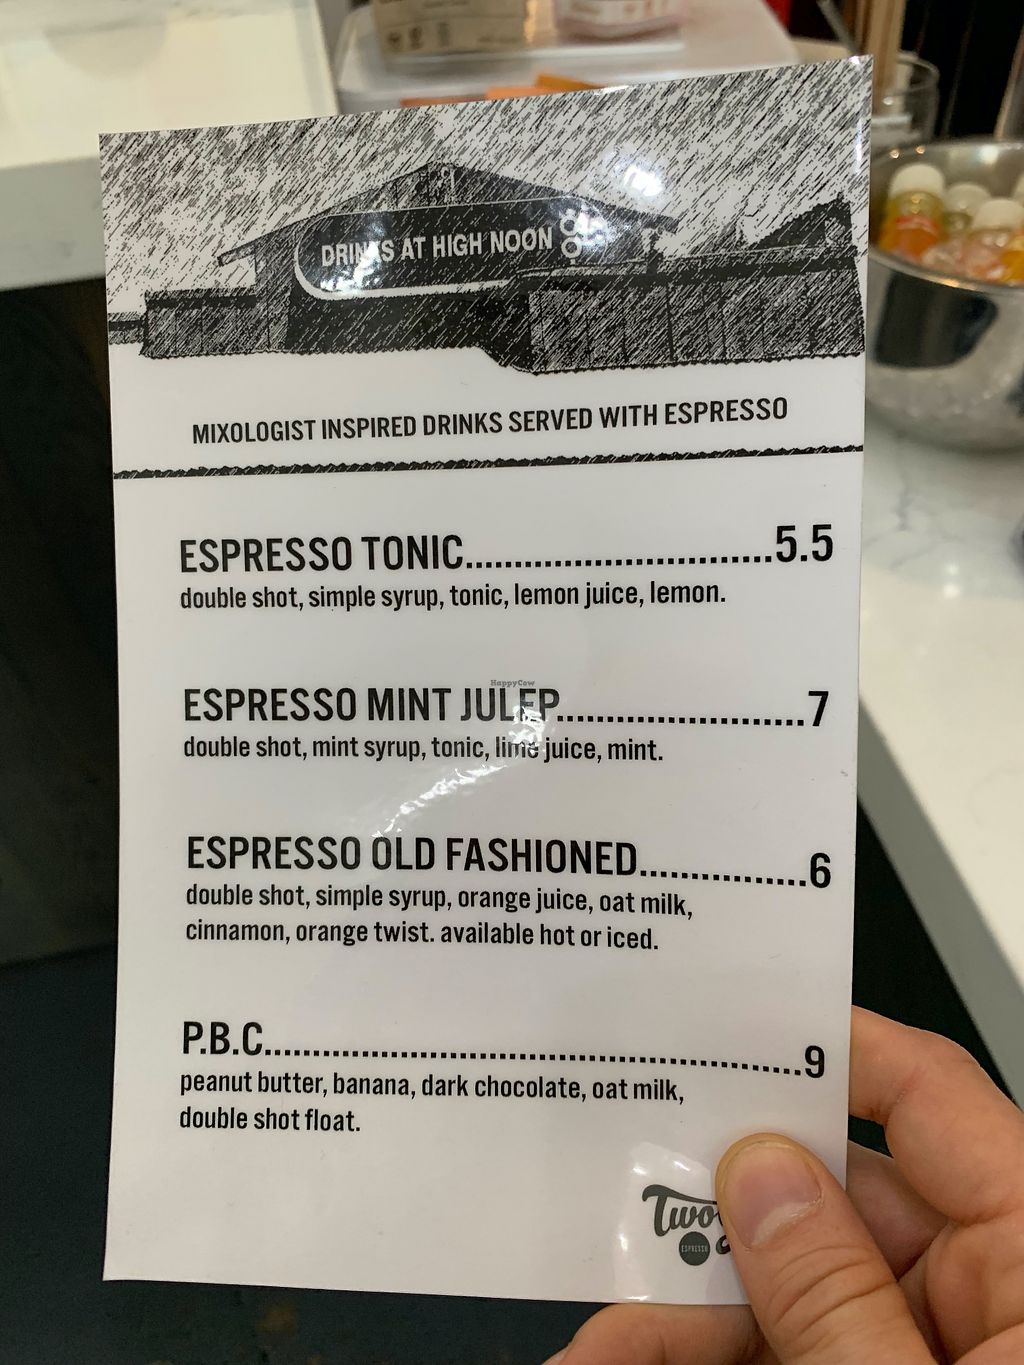 DRINKS AT HIGH NOON
MIXOLOGIST INSPIRED DRINKS SERVED WITH ESPRESSO
ESPRESSO TONIC...............................5.5
double shot, simple syrup, tonic, lemon juice, lemon.
HappyCow
ESPRESSO MINT JULEP.........................7
double shot, mint syrup, tonic, lime juice, mint.
ESPRESSO OLD FASHIONED.................6
double shot, simple syrup, orange juice, oat milk,
cinnamon, orange twist. available hot or iced.
P.B.C.......................................................9
peanut butter, banana, dark chocolate, oat milk,
double shot float.
Two
ESPRESSO